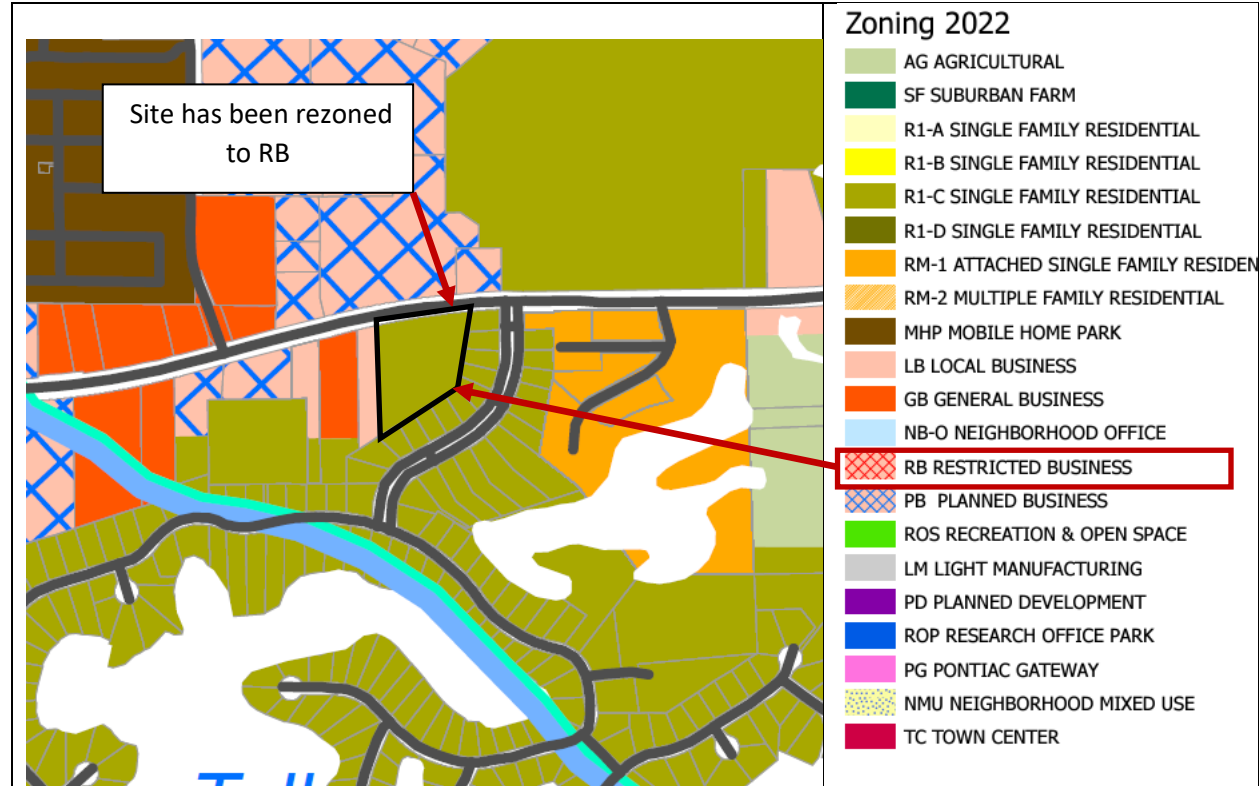 Site has been rezoned
to RB
Zoning 2022
AG AGRICULTURAL
SF SUBURBAN FARM
R1-A SINGLE FAMILY RESIDENTIAL
R1-B SINGLE FAMILY RESIDENTIAL
R1-C SINGLE FAMILY RESIDENTIAL
R1-D SINGLE FAMILY RESIDENTIAL
RM-1 ATTACHED SINGLE FAMILY RESIDEN
RM-2 MULTIPLE FAMILY RESIDENTIAL
MHP MOBILE HOME PARK
LB LOCAL BUSINESS
GB GENERAL BUSINESS
NB-O NEIGHBORHOOD OFFICE
RB RESTRICTED BUSINESS
PB PLANNED BUSINESS
ROS RECREATION & OPEN SPACE
LM LIGHT MANUFACTURING
PD PLANNED DEVELOPMENT
ROP RESEARCH OFFICE PARK
PG PONTIAC GATEWAY
NMU NEIGHBORHOOD MIXED USE
TC TOWN CENTER